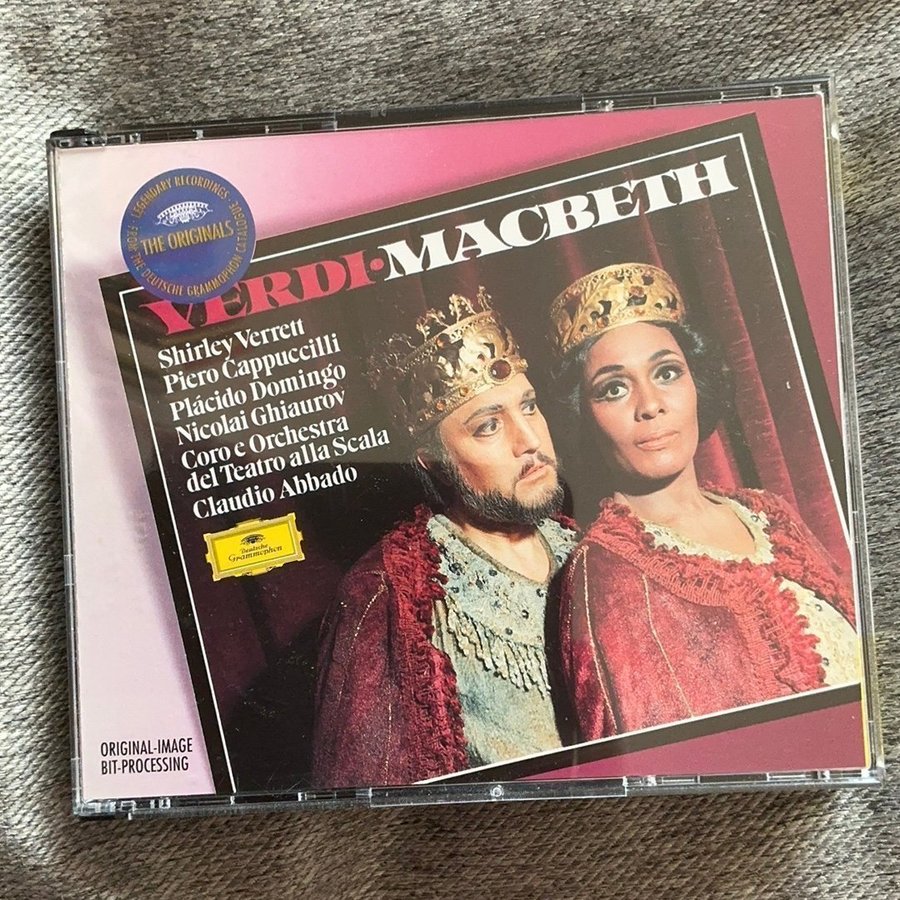 LEGENDARY RECORDINGS ·
THE ORIGINALS
· FROM THE DEUTSCHE GRAMMOPHON CATALOGUE ·
VERDI·MACBETH
Shirley Verrett
Piero Cappuccilli
Plácido Domingo
Nicolai Ghiaurov
Coro e Orchestra
del Teatro alla Scala
Claudio Abbado
Deutsche
Grammophon
ORIGINAL-IMAGE
BIT-PROCESSING